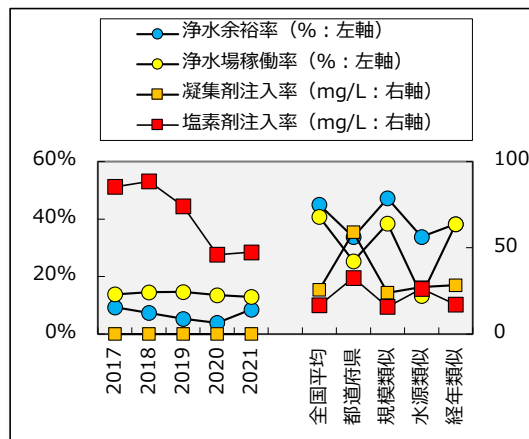 浄水余裕率（%：左軸）
浄水場稼働率（%：左軸）
凝集剤注入率（mg/L：右軸）
塩素剤注入率（mg/L：右軸）
60%
40%
20%
0%
100
50
0
2017
2018
2019
2020
2021
全国平均
都道府県
規模類似
水源類似
経年類似